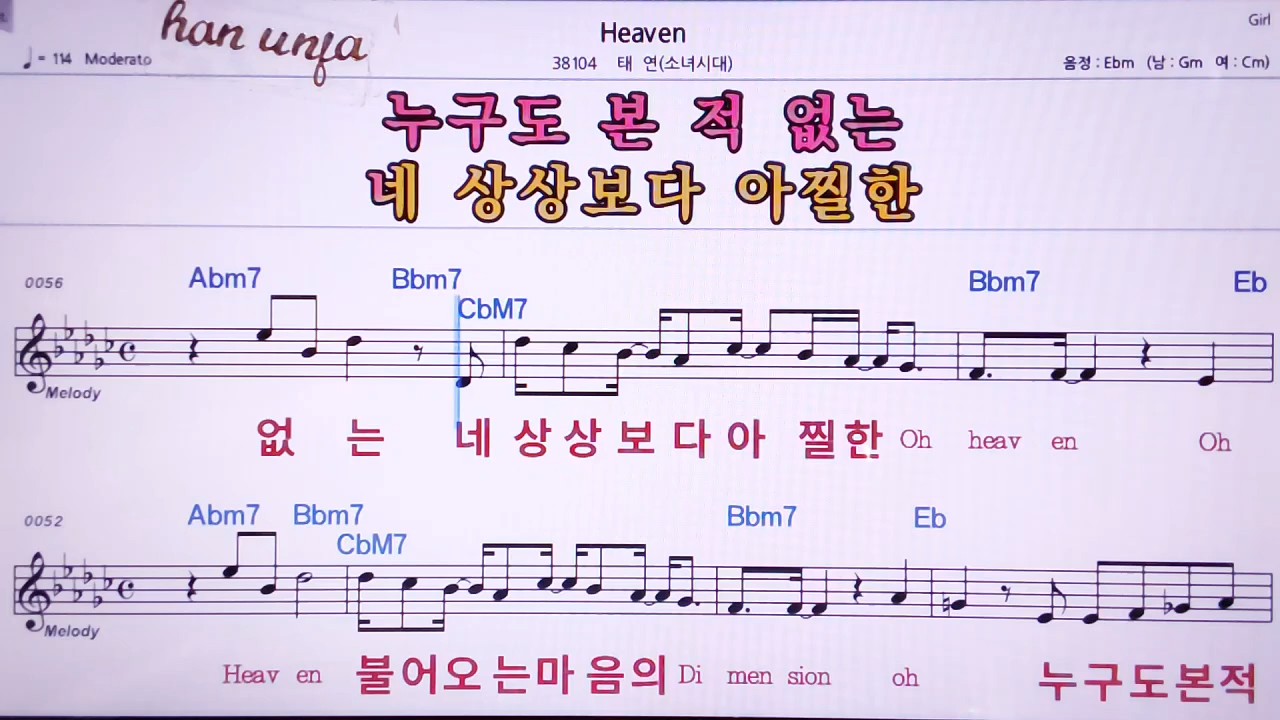 han unja
Heaven
Girl
♩= 114 Moderato
38104 태 연(소녀시대)
음정 : Ebm (남 : Gm 여 : Cm)
누구도 본 적 없는
네 상상보다 아찔한
0056
Abm7 Bbm7 CbM7 Bbm7 Eb
Melody
없 는 네 상 상 보 다 아 찔 한 Oh heav en Oh
0052
Abm7 Bbm7 CbM7 Bbm7 Eb
Melody
Heav en 불 어 오 는 마 음 의 Di men sion oh 누 구 도 본 적